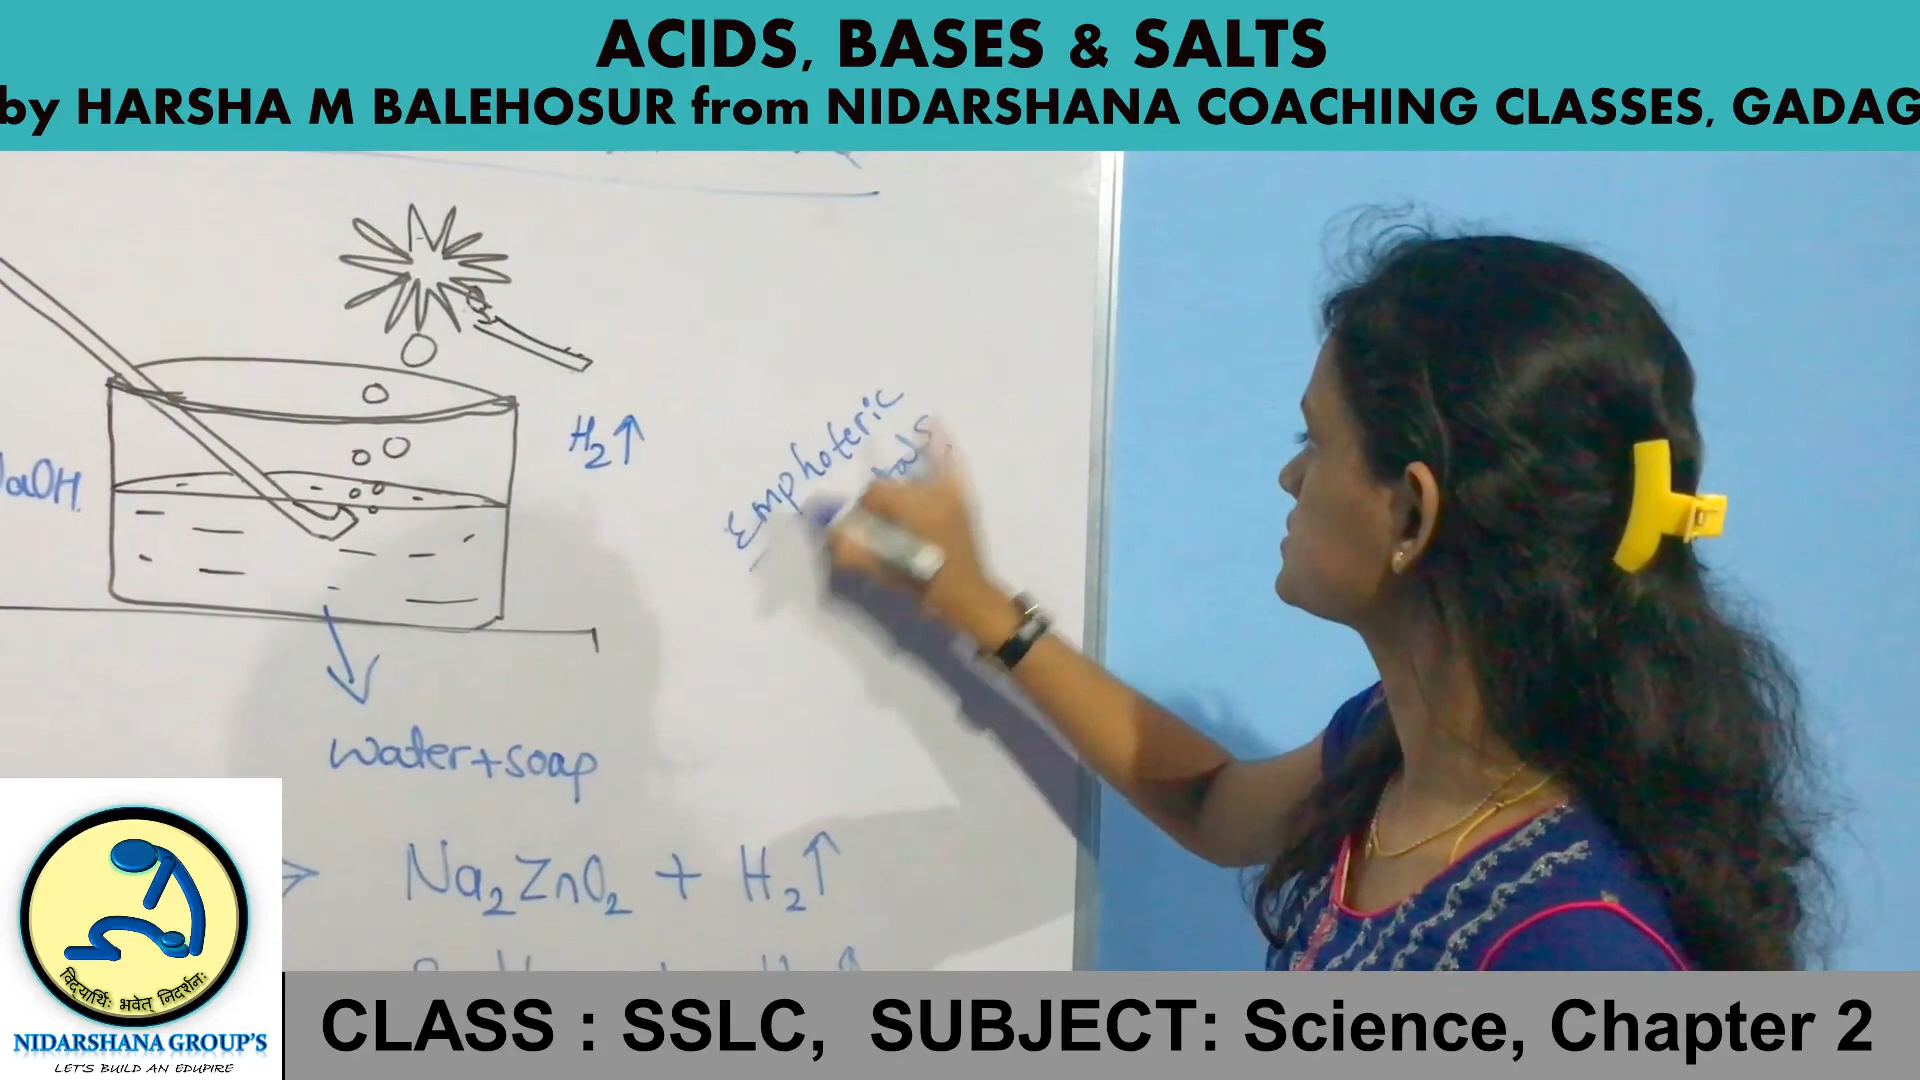 ACIDS, BASES & SALTS
by HARSHA M BALEHOSUR from NIDARSHANA COACHING CLASSES, GADAG
H₂↑
Emphoteric
water+soap
Na₂ZnO₂ + H₂↑
विद्यार्थिः भवेत् निदर्शनः
NIDARSHANA GROUP'S
LET'S BUILD AN EDUPIRE
CLASS : SSLC, SUBJECT: Science, Chapter 2